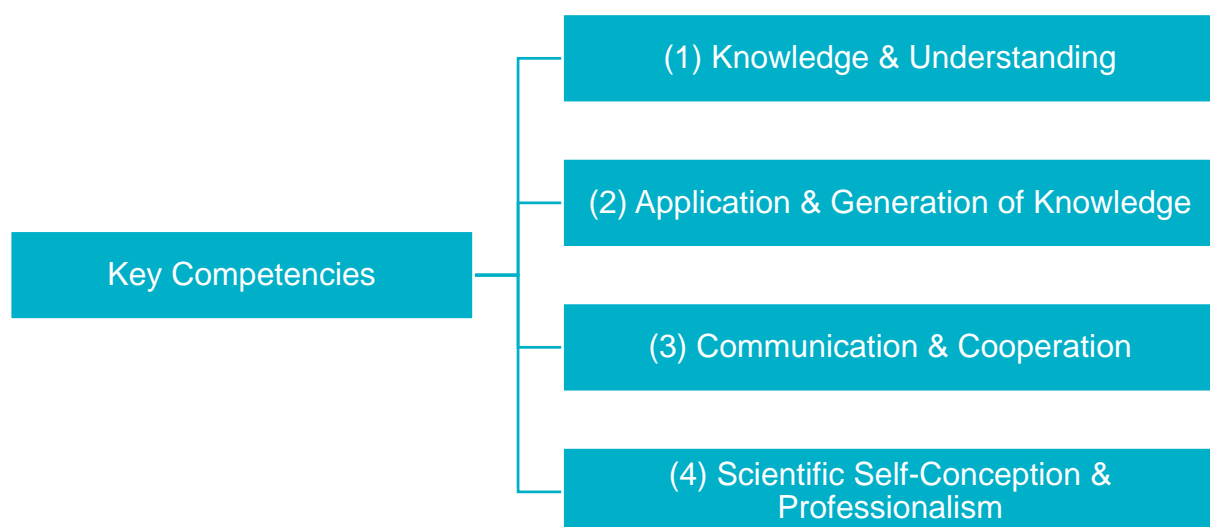 (1) Knowledge & Understanding
(2) Application & Generation of Knowledge
Key Competencies
(3) Communication & Cooperation
(4) Scientific Self-Conception &
Professionalism